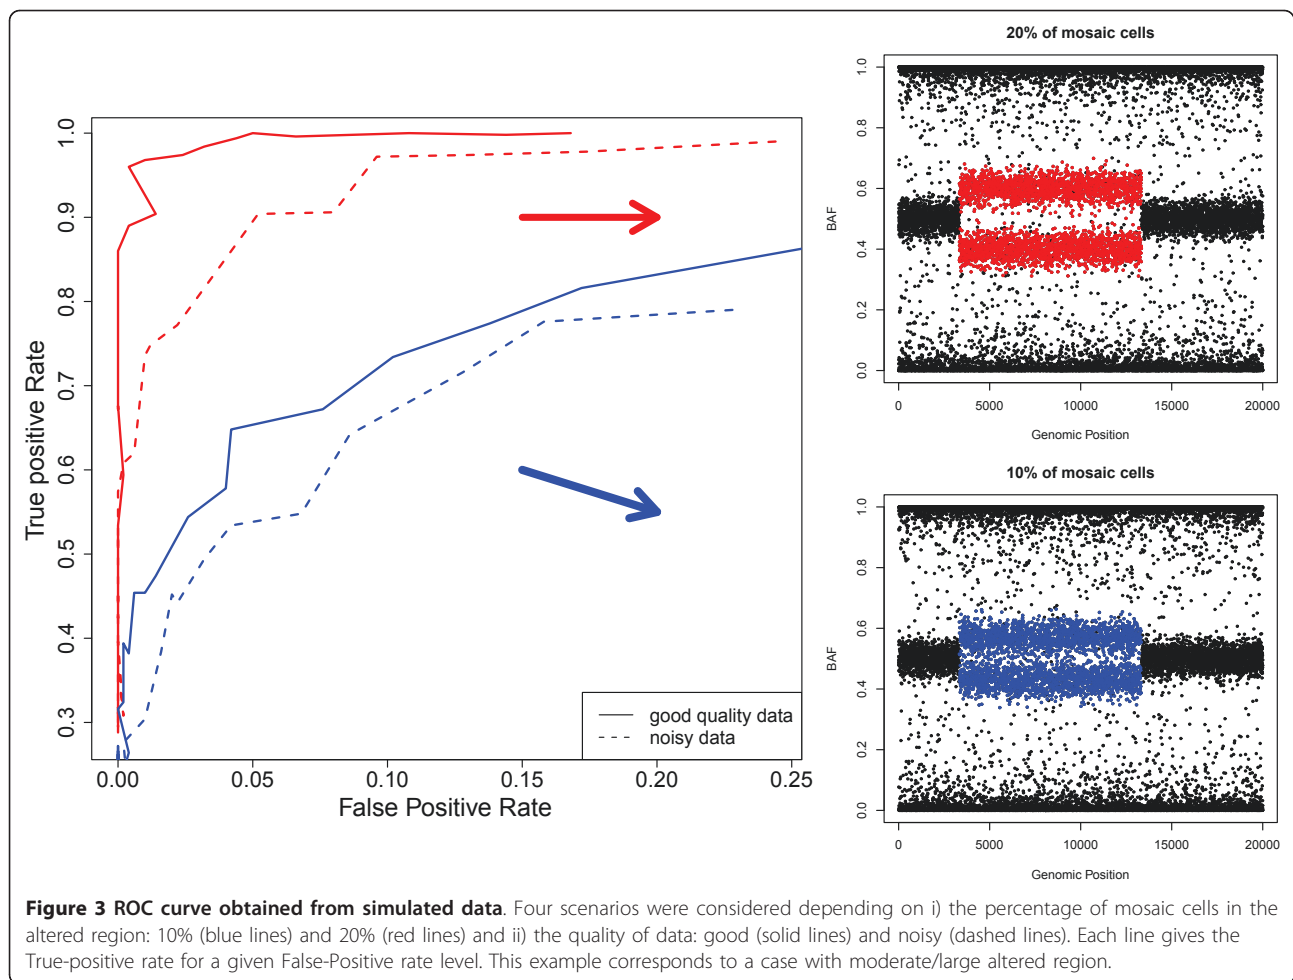 True positive Rate
1.0
0.9
0.8
0.7
0.6
0.5
0.4
0.3
0.00 0.05 0.10 0.15 0.20 0.25
False Positive Rate
good quality data
noisy data
20% of mosaic cells
BAF
1.0
0.8
0.6
0.4
0.2
0.0
0 5000 10000 15000 20000
Genomic Position
10% of mosaic cells
BAF
1.0
0.8
0.6
0.4
0.2
0.0
0 5000 10000 15000 20000
Genomic Position
Figure 3 ROC curve obtained from simulated data. Four scenarios were considered depending on i) the percentage of mosaic cells in the
altered region: 10% (blue lines) and 20% (red lines) and ii) the quality of data: good (solid lines) and noisy (dashed lines). Each line gives the
True-positive rate for a given False-Positive rate level. This example corresponds to a case with moderate/large altered region.